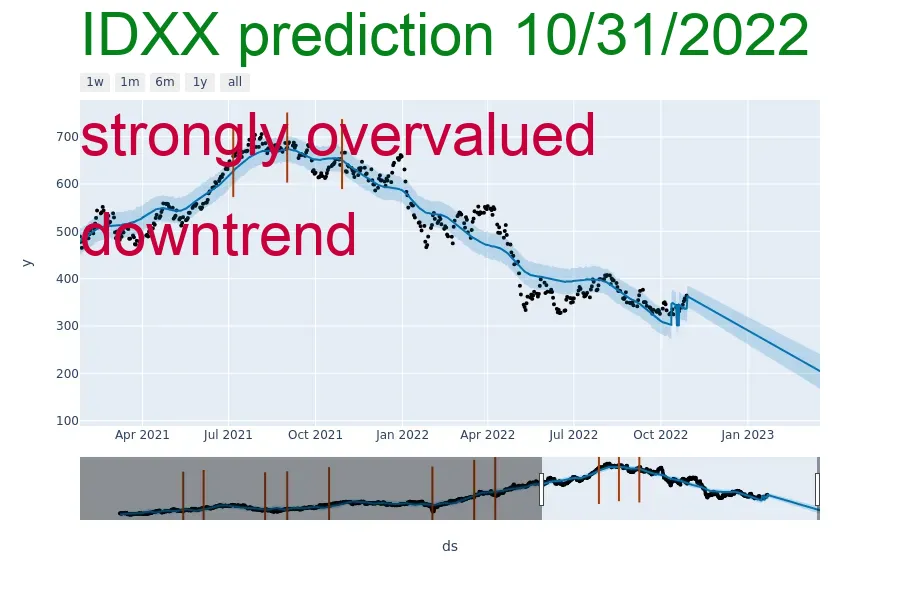 IDXX prediction 10/31/2022
1w 1m 6m 1y all
strongly overvalued
downtrend
700
600
500
400
300
200
100
y
Apr 2021 Jul 2021 Oct 2021 Jan 2022 Apr 2022 Jul 2022 Oct 2022 Jan 2023
ds